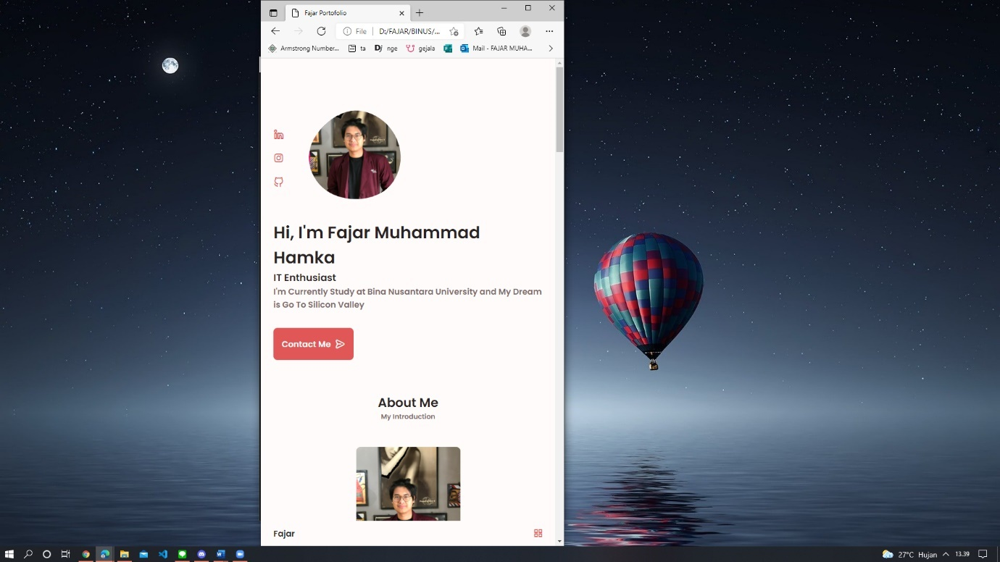 Fajar Portofolio
File
D:/FAJAR/BINUS/...
Armstrong Number... ta nge gejala Mail - FAJAR MUHA...
Hi, I'm Fajar Muhammad
Hamka
IT Enthusiast
I'm Currently Study at Bina Nusantara University and My Dream
is Go To Silicon Valley
Contact Me
About Me
My Introduction
Fajar
27°C Hujan 13.39